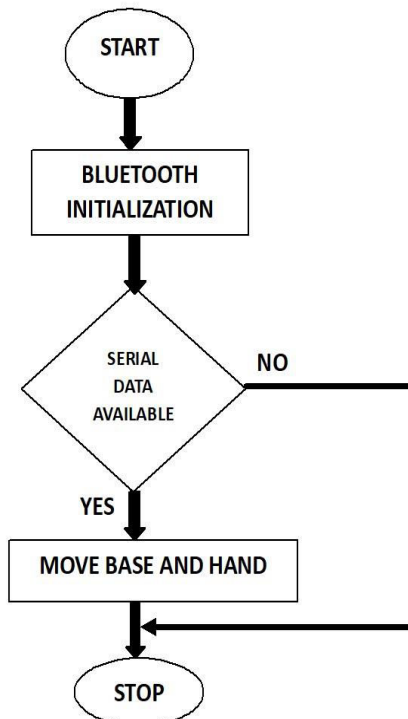 START
BLUETOOTH
INITIALIZATION
SERIAL
DATA
AVAILABLE
NO
YES
MOVE BASE AND HAND
STOP